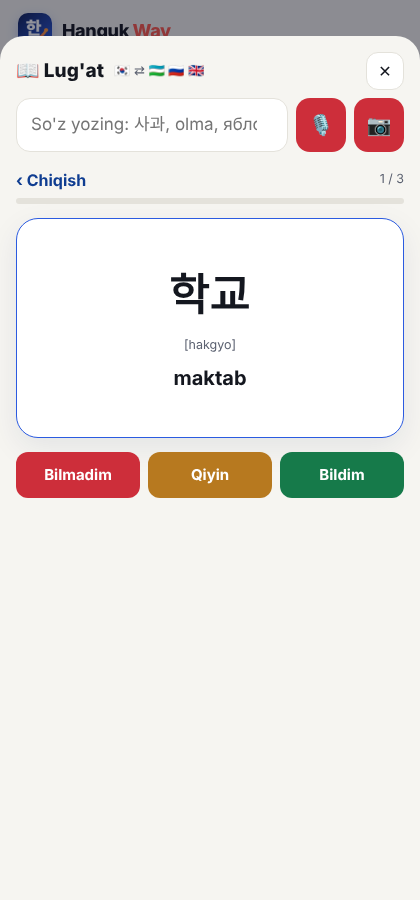 Hanguk Way
Lug'at
So'z yozing: 사과, olma, ябло
‹ Chiqish
1 / 3
학교
[hakgyo]
maktab
Bilmadim
Qiyin
Bildim